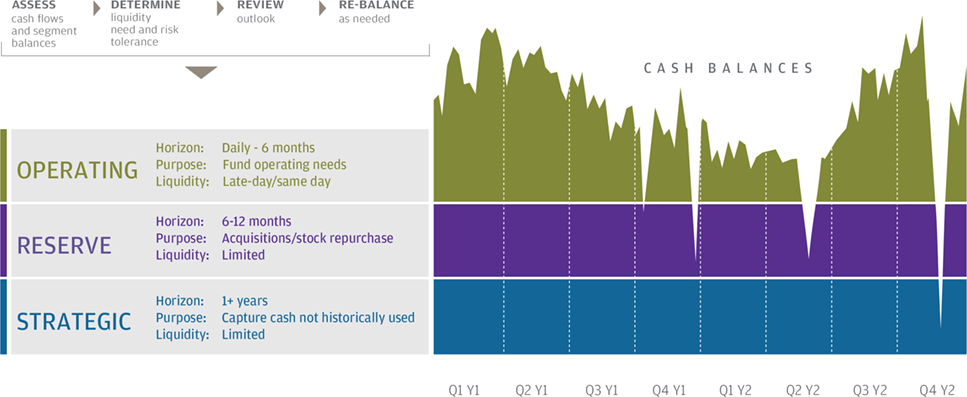 ASSESS
cash flows
and segment
balances
DETERMINE
liquidity
need and risk
tolerance
REVIEW
outlook
RE-BALANCE
as needed
CASH BALANCES
OPERATING
Horizon: Daily - 6 months
Purpose: Fund operating needs
Liquidity: Late-day/same day
RESERVE
Horizon: 6-12 months
Purpose: Acquisitions/stock repurchase
Liquidity: Limited
STRATEGIC
Horizon: 1+ years
Purpose: Capture cash not historically used
Liquidity: Limited
Q1 Y1 Q2 Y1 Q3 Y1 Q4 Y1 Q1 Y2 Q2 Y2 Q3 Y2 Q4 Y2